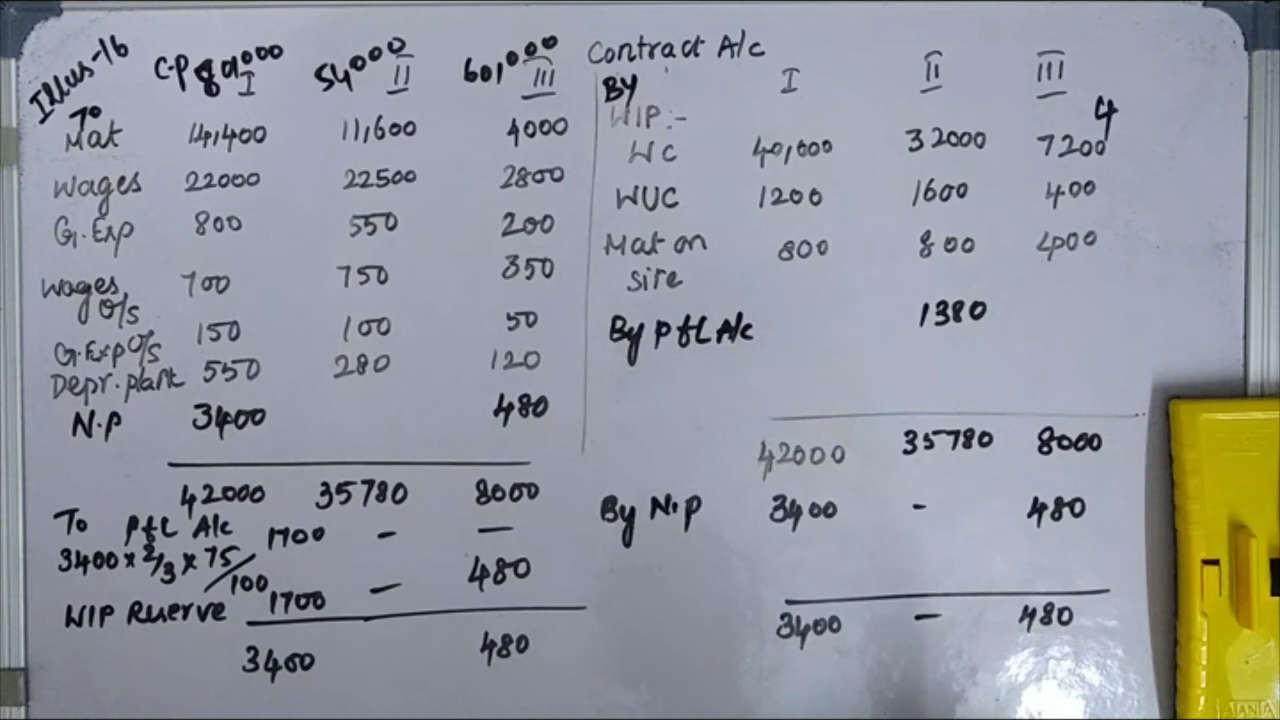 Illus-16 C.P 80,000 54000 601000 Contract A/c
I II III By I II III
To WIP:- 4
Mat 14,400 11,600 4000 WC 40,000 32000 7200
Wages 22000 22500 2800 WUC 1200 1600 400
G.Exp 800 550 200 Mat on 800 800 400
Wages 700 750 350 site
o/s By P&L A/c 1380
G.Exp o/s 150 100 50
Depr. plant 550 280 120
N.P 3400 480
42000 35780 8000 42000 35780 8000
To P&L A/c 1700 - - By N.P 3400 - 480
3400 x 2/3 x 75/100
WIP Reserve 1700 - 480
3400 480 3400 - 480